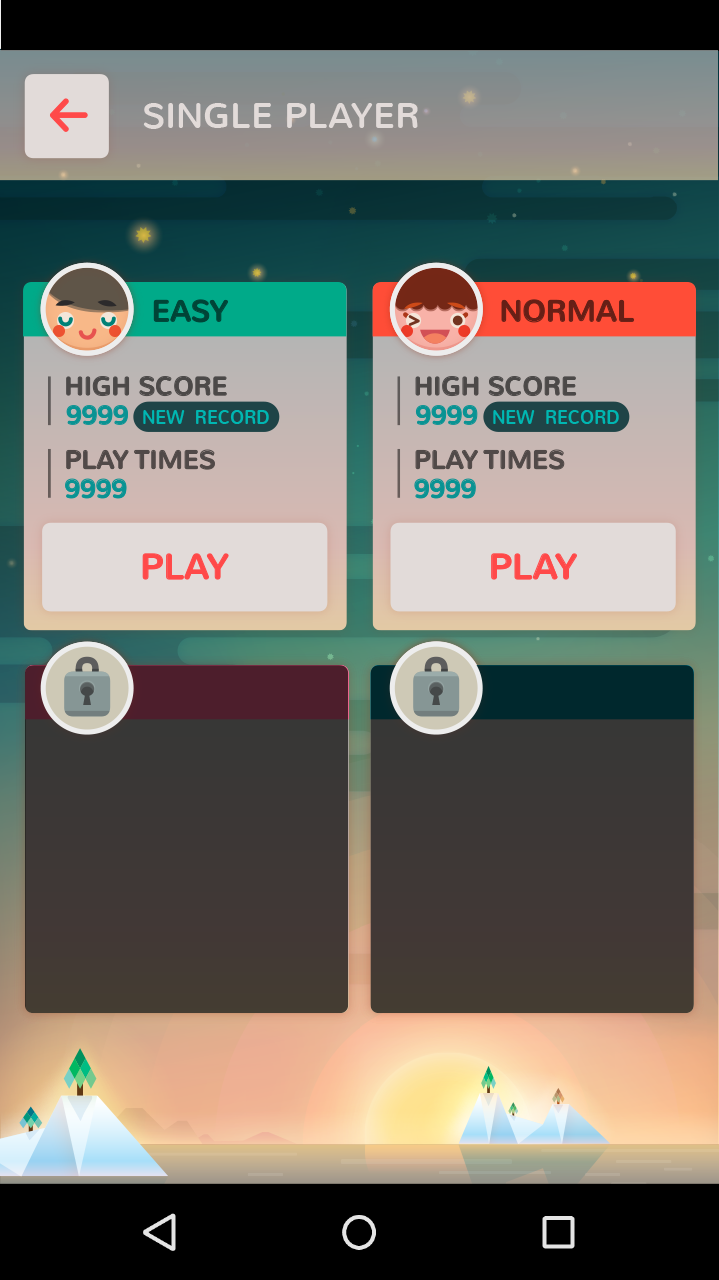 SINGLE PLAYER
EASY
HIGH SCORE
9999 NEW RECORD
PLAY TIMES
9999
PLAY
NORMAL
HIGH SCORE
9999 NEW RECORD
PLAY TIMES
9999
PLAY